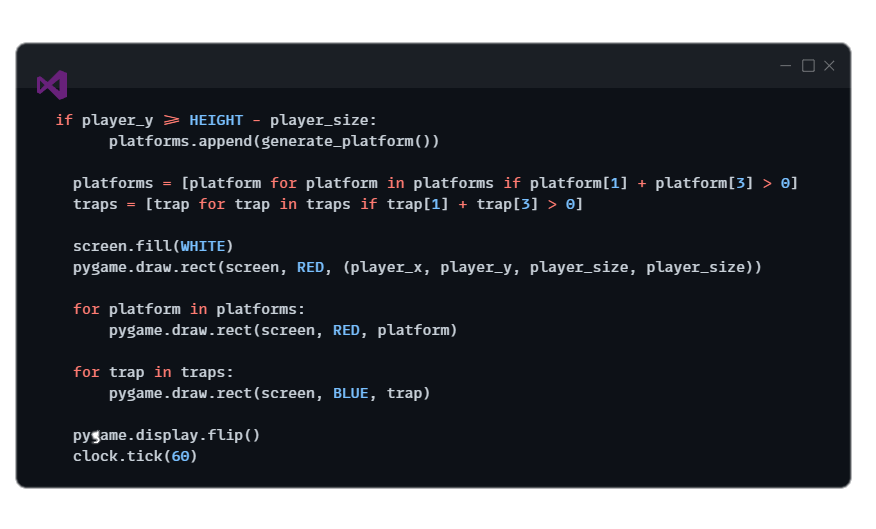 if player_y >= HEIGHT - player_size:
platforms.append(generate_platform())
platforms = [platform for platform in platforms if platform[1] + platform[3] > 0]
traps = [trap for trap in traps if trap[1] + trap[3] > 0]
screen.fill(WHITE)
pygame.draw.rect(screen, RED, (player_x, player_y, player_size, player_size))
for platform in platforms:
pygame.draw.rect(screen, RED, platform)
for trap in traps:
pygame.draw.rect(screen, BLUE, trap)
pygame.display.flip()
clock.tick(60)